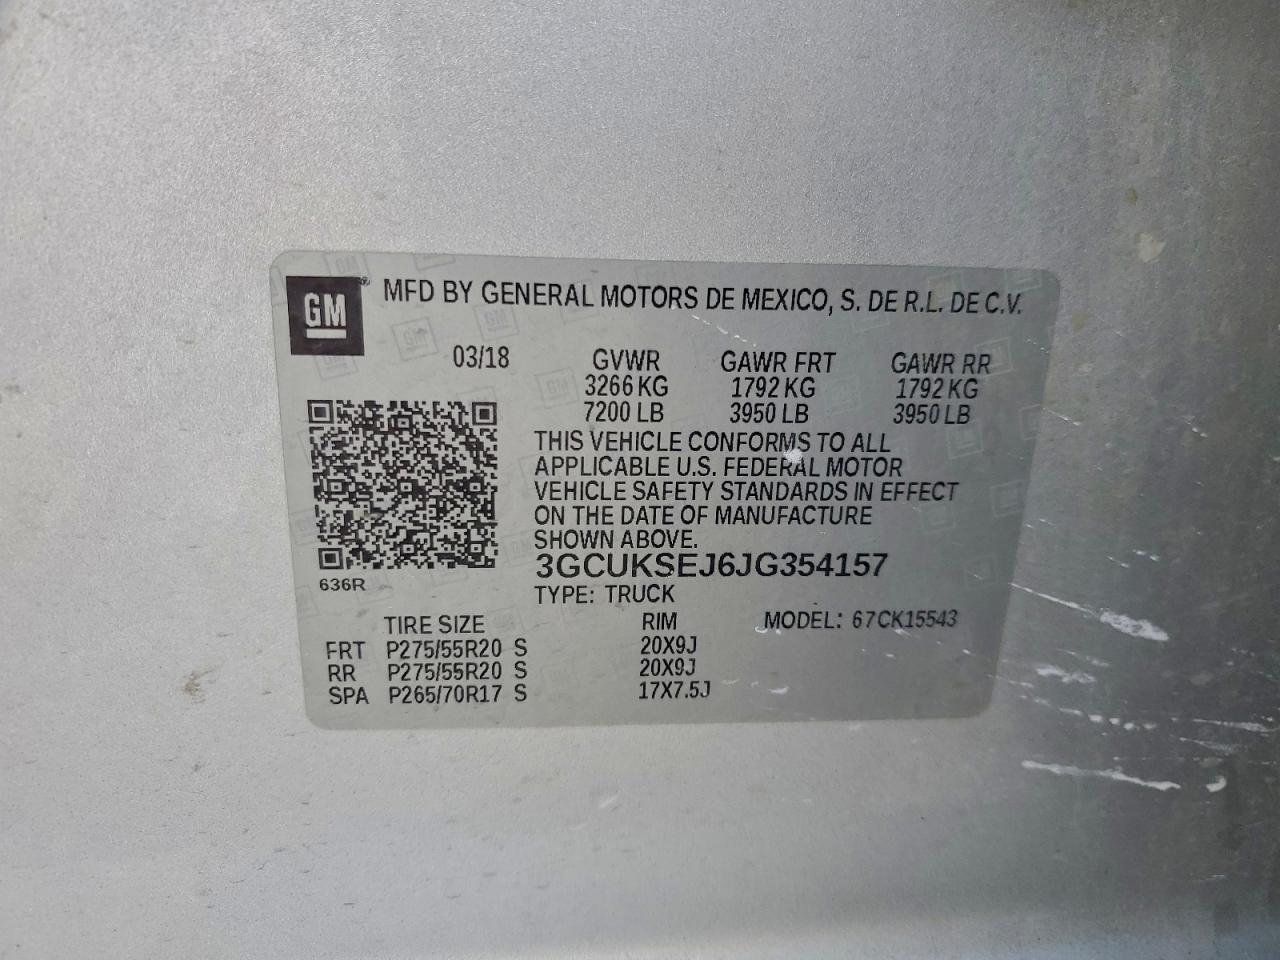 GM® MFD BY GENERAL MOTORS DE MEXICO, S. DE R.L. DE C.V.
03/18 GVWR GAWR FRT GAWR RR
3266 KG 1792 KG 1792 KG
7200 LB 3950 LB 3950 LB
THIS VEHICLE CONFORMS TO ALL
APPLICABLE U.S. FEDERAL MOTOR
VEHICLE SAFETY STANDARDS IN EFFECT
ON THE DATE OF MANUFACTURE
SHOWN ABOVE.
3GCUKSEJ6JG354157
636R
TYPE: TRUCK
TIRE SIZE RIM MODEL: 67CK15543
FRT P275/55R20 S 20X9J
RR P275/55R20 S 20X9J
SPA P265/70R17 S 17X7.5J